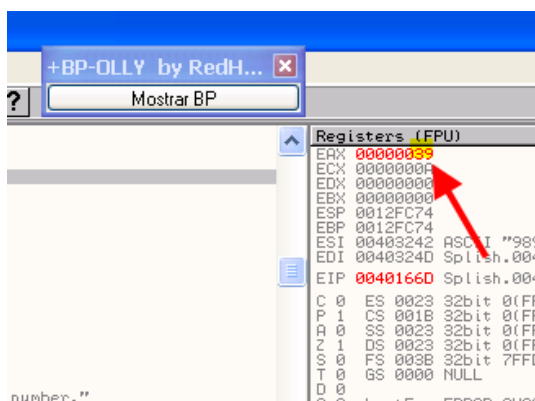 +BP-OLLY by RedH...
?
Mostrar BP
Registers (FPU)
EAX 00000039
ECX 0000000A
EDX 00000000
EBX 00000000
ESP 0012FC74
EBP 0012FC74
ESI 00403242 ASCII "989
EDI 0040324D Splish.004
EIP 0040166D Splish.004
C 0 ES 0023 32bit 0(FF
P 1 CS 001B 32bit 0(FF
A 0 SS 0023 32bit 0(FF
Z 1 DS 0023 32bit 0(FF
S 0 FS 003B 32bit 7FFD
T 0 GS 0000 NULL
D 0
number."